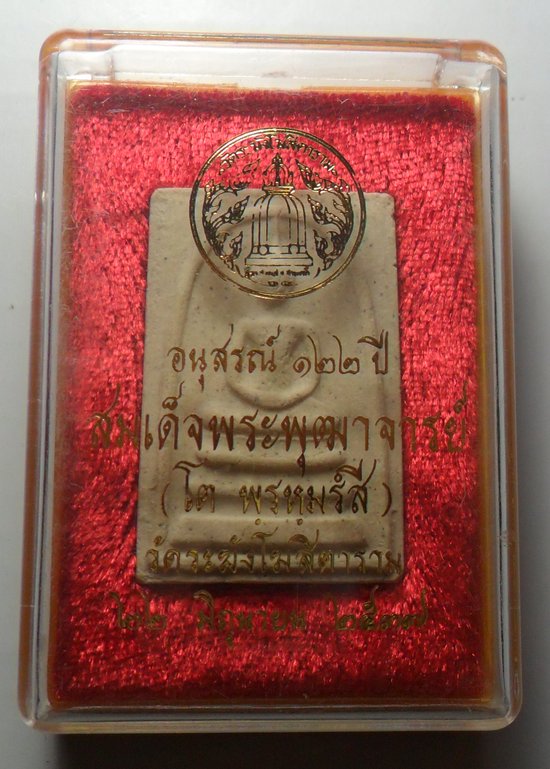 อนุสรณ์ ๑๒๒ ปี
สมเด็จพระพุฒาจารย์
(โต พฺรหฺมรํสี)
วัดระฆังโฆสิตาราม
๒๒ มิถุนายน ๒๕๓๗